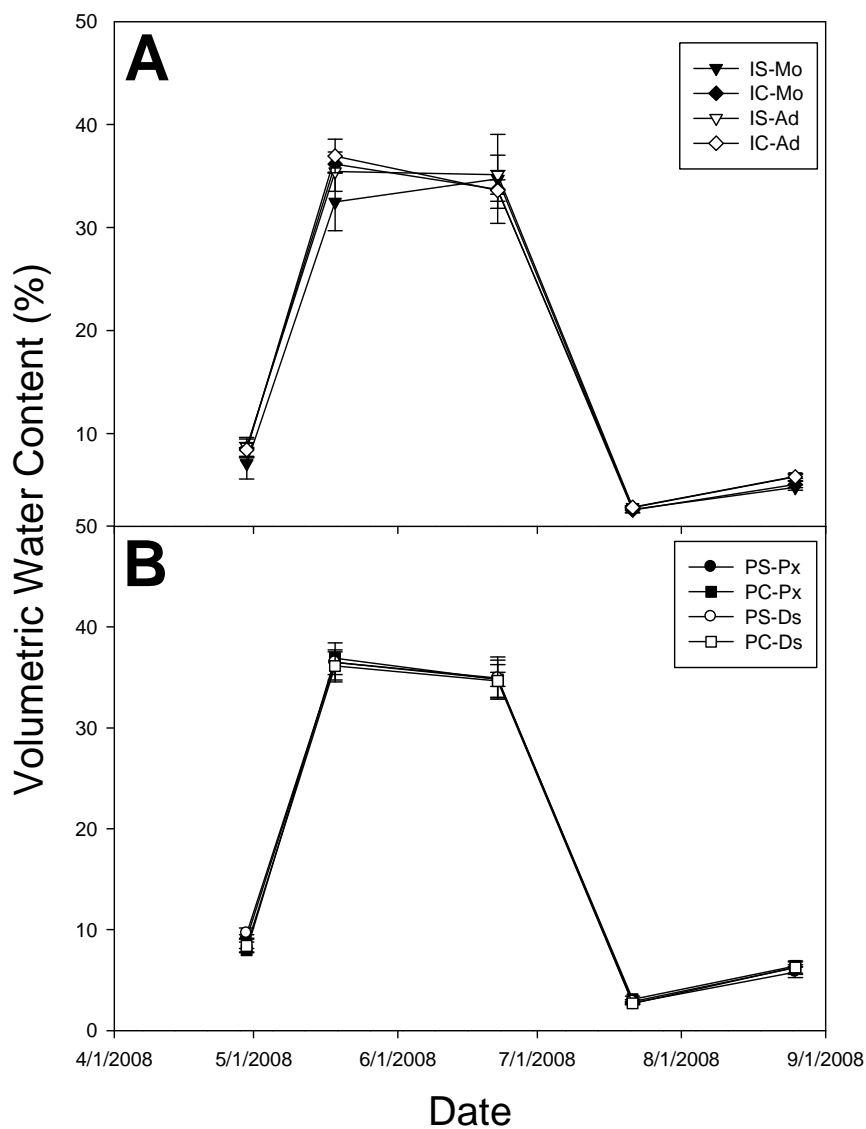 50
A
IS-Mo
IC-Mo
IS-Ad
IC-Ad
40
30
20
10
50
B
PS-Px
PC-Px
PS-Ds
PC-Ds
40
30
20
10
0
4/1/2008 5/1/2008 6/1/2008 7/1/2008 8/1/2008 9/1/2008
Date
Volumetric Water Content (%)